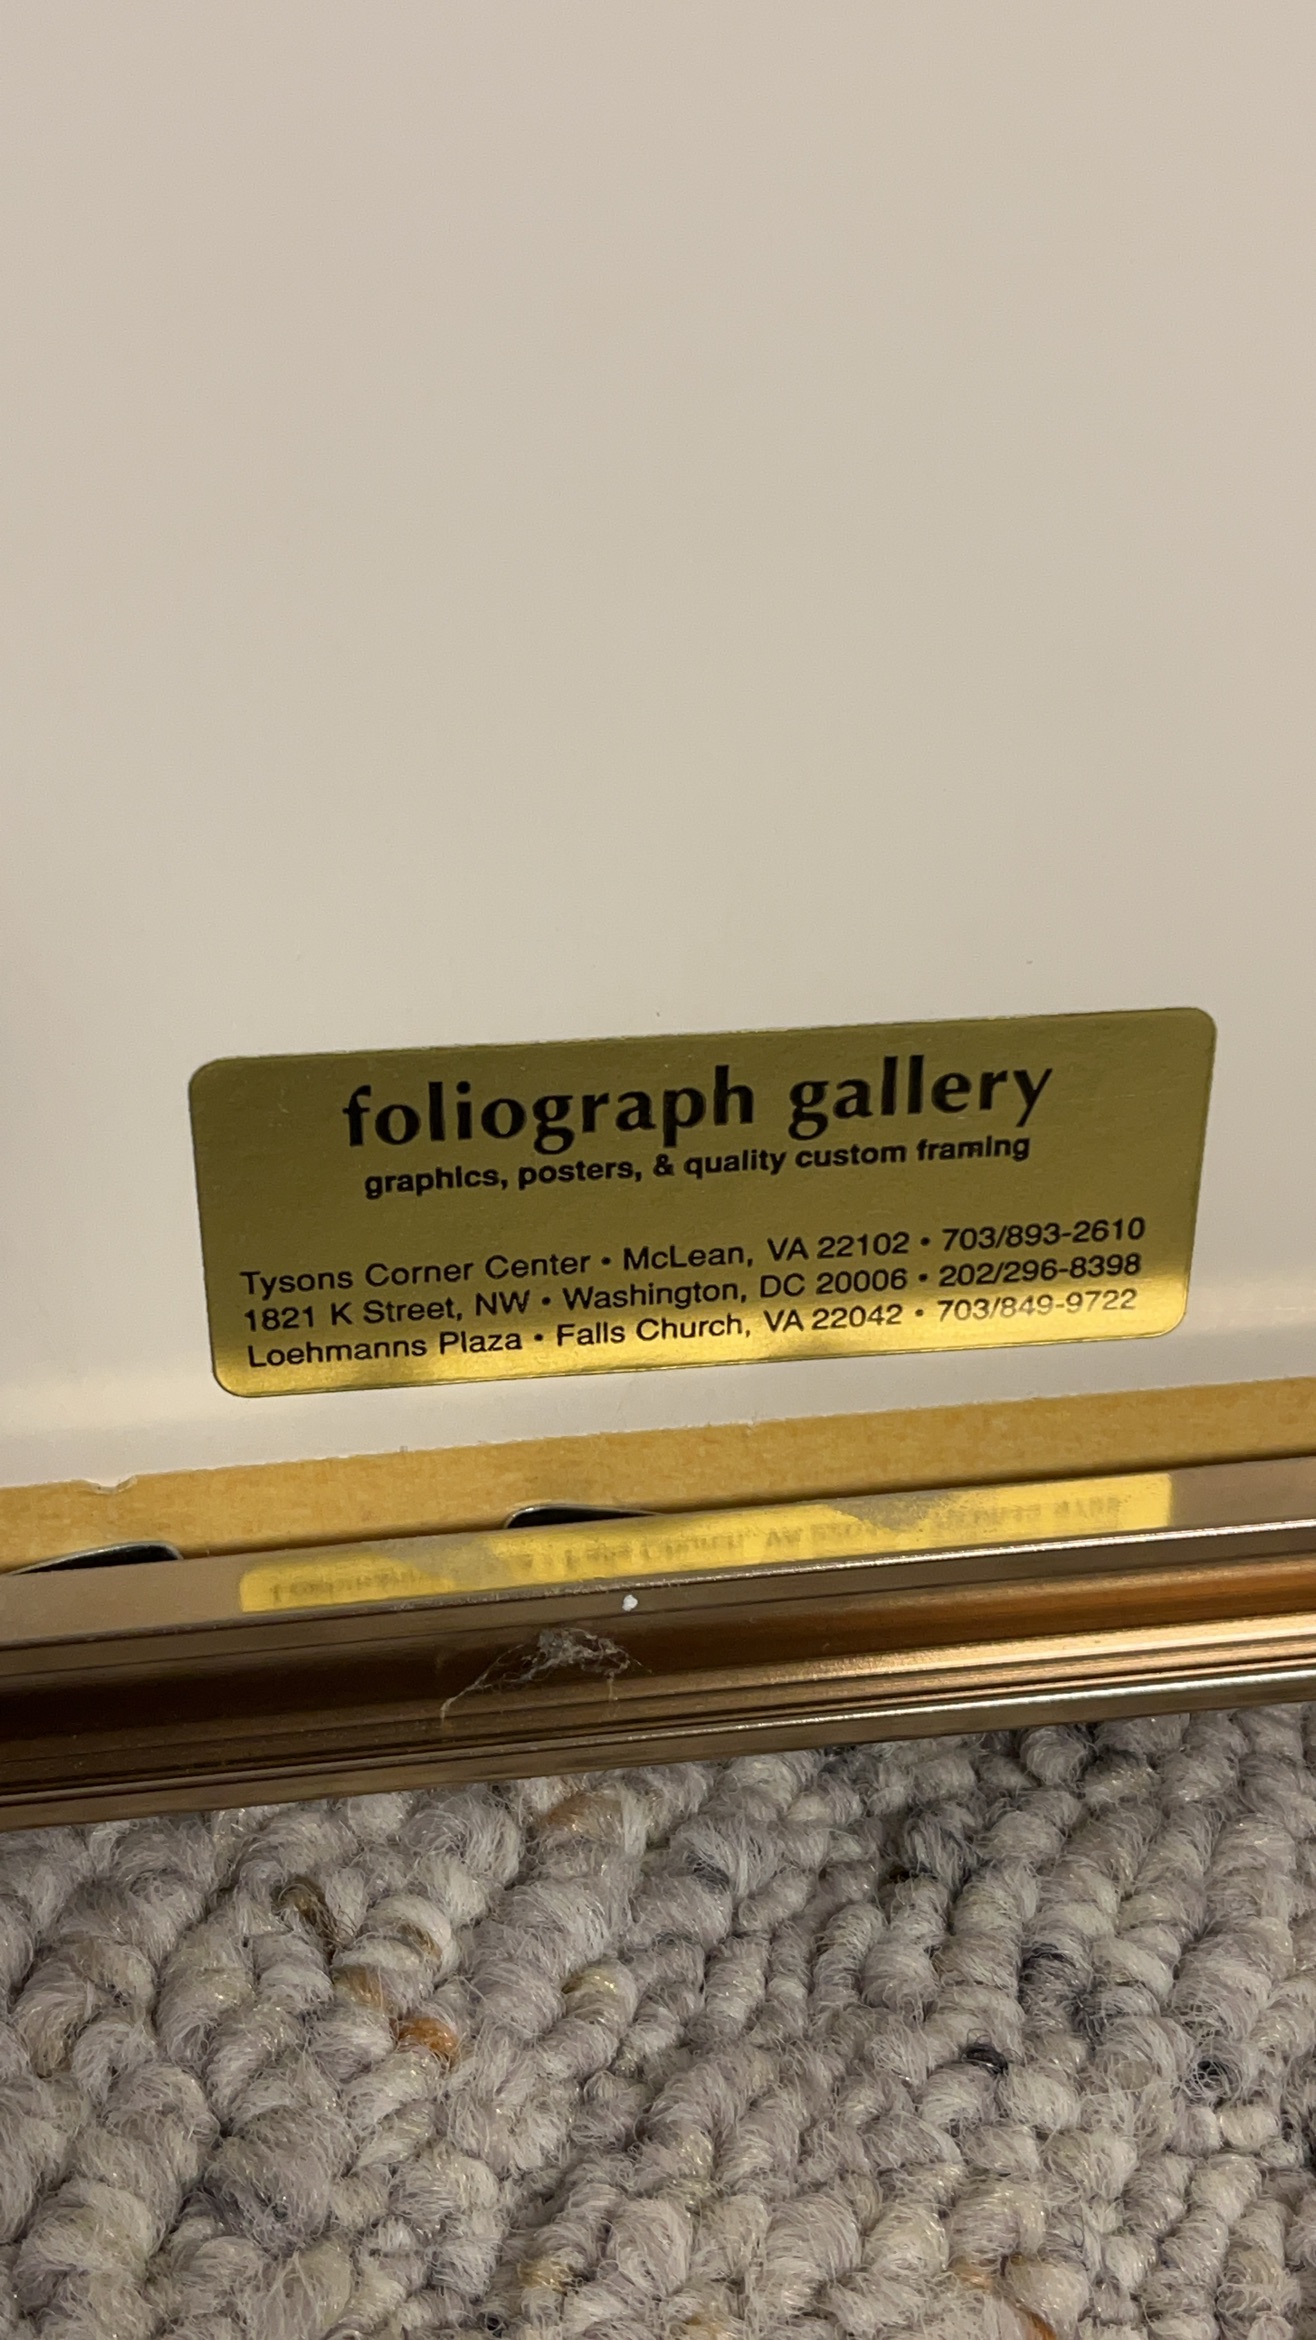 foliograph gallery
graphics, posters, & quality custom framing
Tysons Corner Center • McLean, VA 22102 • 703/893-2610
1821 K Street, NW • Washington, DC 20006 • 202/296-8398
Loehmanns Plaza • Falls Church, VA 22042 • 703/849-9722